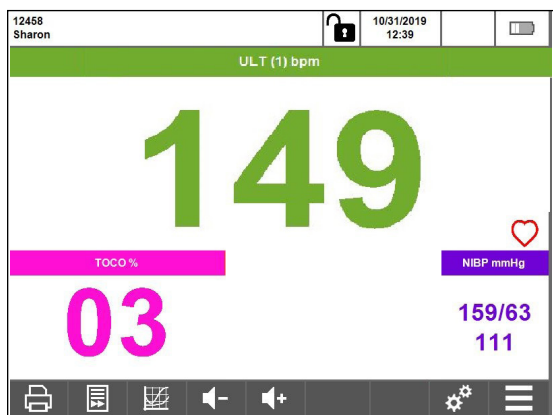 12458
Sharon
10/31/2019
12:39
ULT (1) bpm
149
TOCO %
03
NIBP mmHg
159/63
111